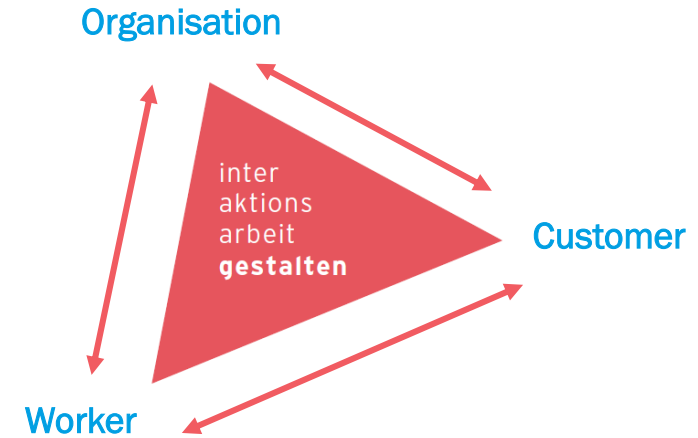 Organisation
inter
aktions
arbeit
gestalten
Customer
Worker